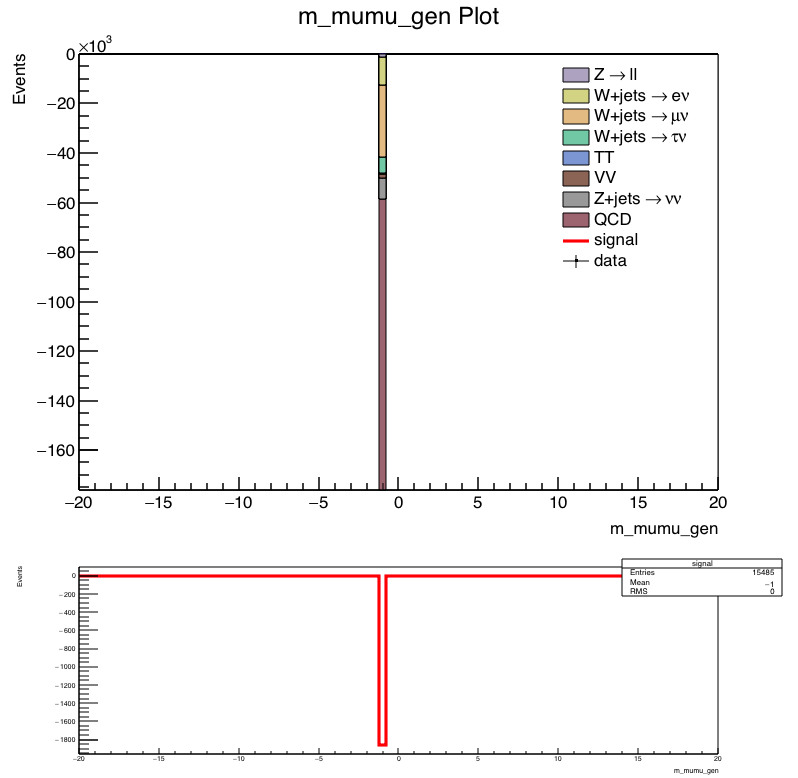 m_mumu_gen Plot
×10³
Events
0
−20
−40
−60
−80
−100
−120
−140
−160
Z → ll
W+jets → eν
W+jets → μν
W+jets → τν
TT
VV
Z+jets → νν
QCD
signal
data
−20 −15 −10 −5 0 5 10 15 20
m_mumu_gen
signal
Entries 15485
Mean −1
RMS 0
Events
0
−200
−400
−600
−800
−1000
−1200
−1400
−1600
−1800
−20 −15 −10 −5 0 5 10 15 20
m_mumu_gen